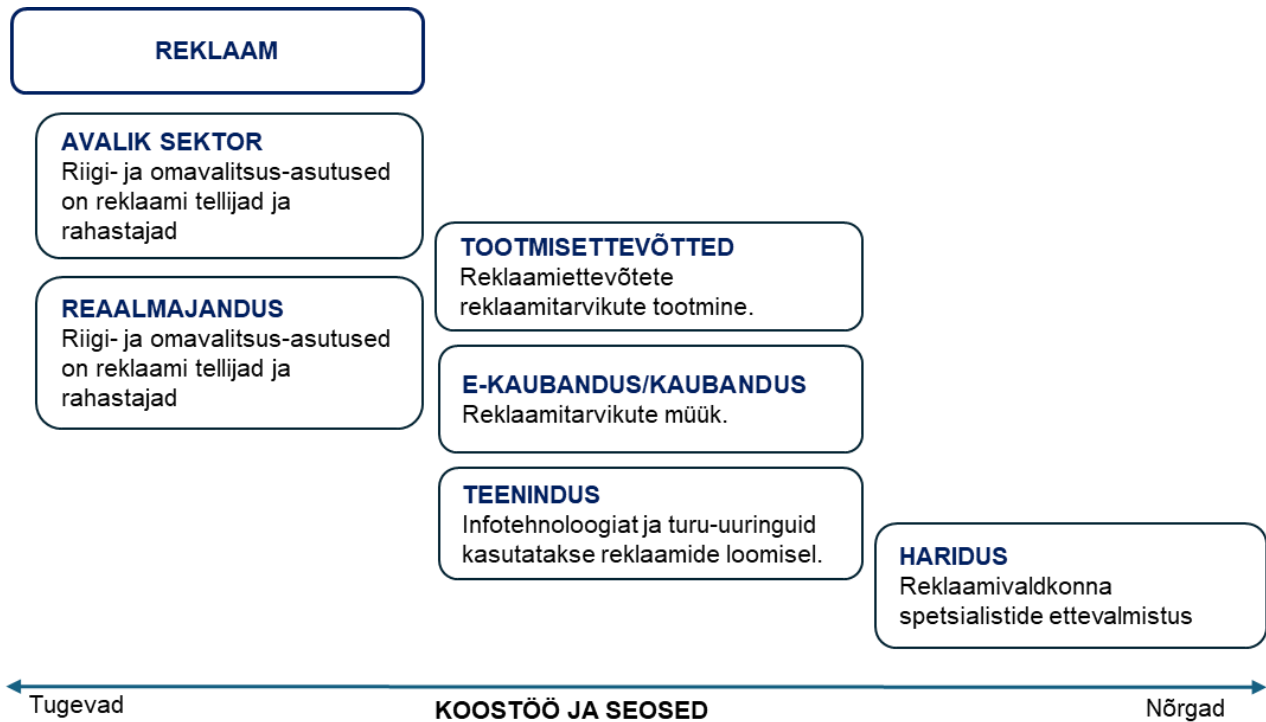 REKLAAM
AVALIK SEKTOR
Riigi- ja omavalitsus-asutused
on reklaami tellijad ja
rahastajad
REAALMAJANDUS
Riigi- ja omavalitsus-asutused
on reklaami tellijad ja
rahastajad
TOOTMISETTEVÕTTED
Reklaamiettevõtete
reklaamitarvikute tootmine.
E-KAUBANDUS/KAUBANDUS
Reklaamitarvikute müük.
TEENINDUS
Infotehnoloogiat ja turu-uuringuid
kasutatakse reklaamide loomisel.
HARIDUS
Reklaamivaldkonna
spetsialistide ettevalmistus
Tugevad
KOOSTÖÖ JA SEOSED
Nõrgad